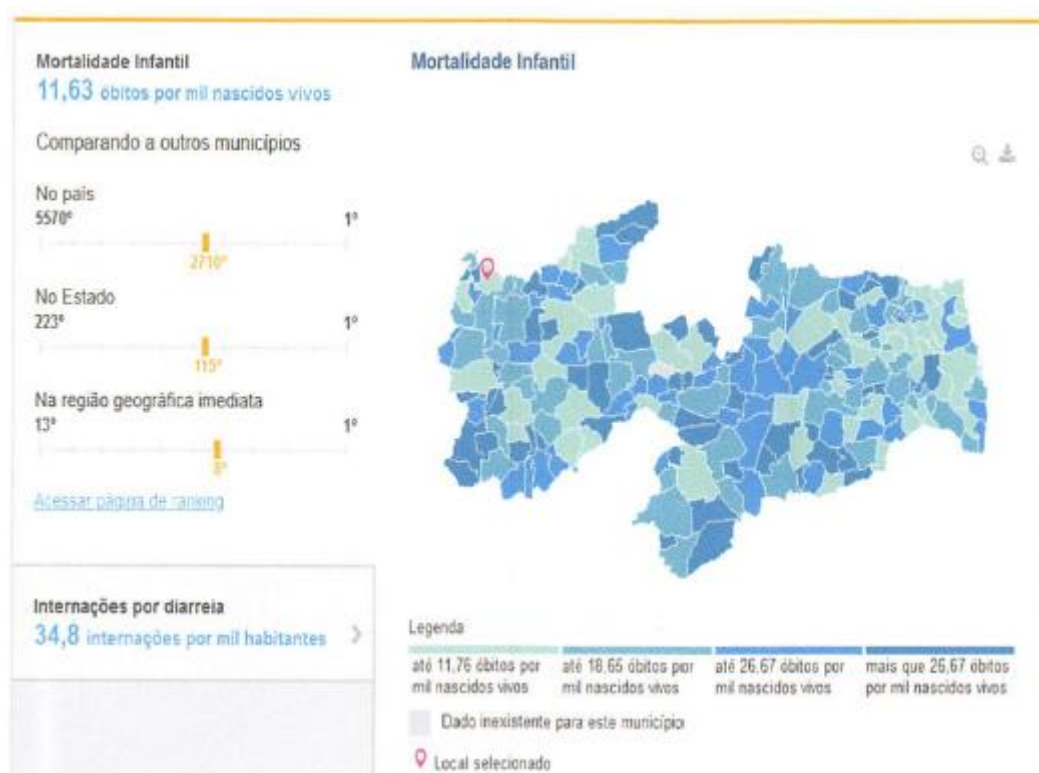 Mortalidade Infantil
11,63 óbitos por mil nascidos vivos
Comparando a outros municípios
No país
5570º 1º
2710º
No Estado
223º 1º
115º
Na região geográfica imediata
13º 1º
Acessar página de ranking
Internações por diarreia
34,8 internações por mil habitantes
Mortalidade Infantil
Legenda
até 11,76 óbitos por mil nascidos vivos
até 18,65 óbitos por mil nascidos vivos
até 26,67 óbitos por mil nascidos vivos
mais que 26,67 óbitos por mil nascidos vivos
Dado inexistente para este município
Local selecionado